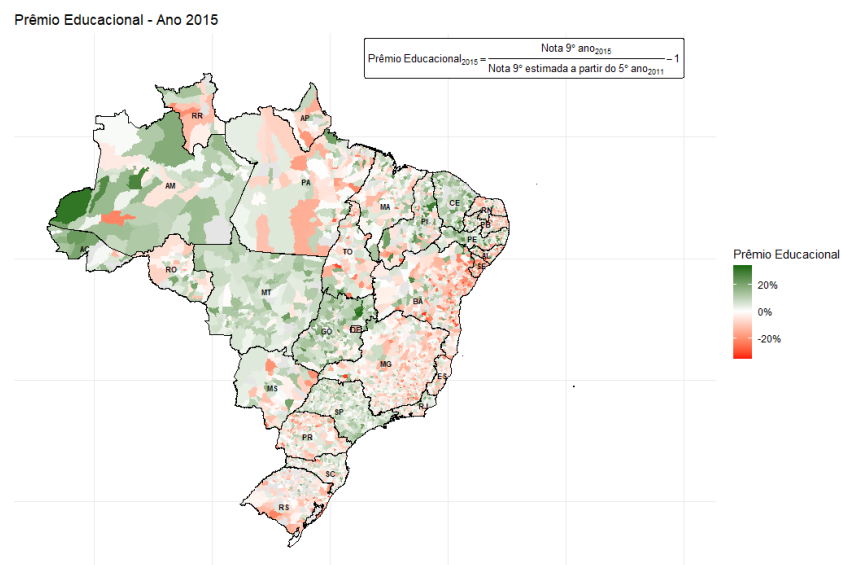 Prêmio Educacional - Ano 2015
Prêmio Educacional2015 = Nota 9º ano2015 / Nota 9º estimada a partir do 5º ano2011 − 1
RR
AP
AM
PA
MA
CE
RN
PB
PI
PE
AL
SE
AC
TO
RO
BA
MT
GO
DF
MG
ES
MS
SP
RJ
PR
SC
RS
Prêmio Educacional
20%
0%
-20%